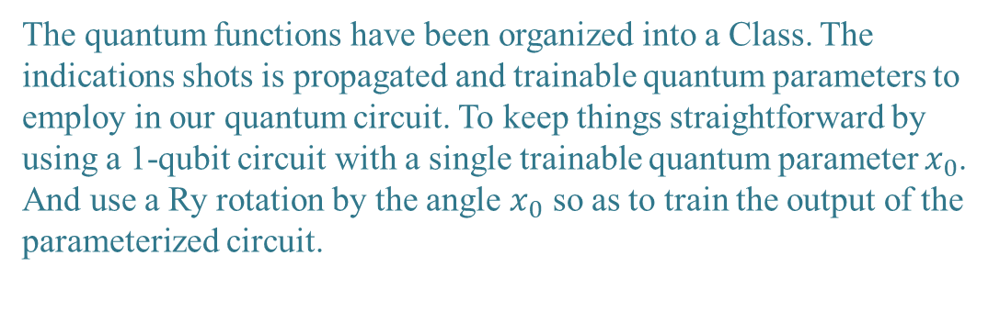 The quantum functions have been organized into a Class. The
indications shots is propagated and trainable quantum parameters to
employ in our quantum circuit. To keep things straightforward by
using a 1-qubit circuit with a single trainable quantum parameter x₀.
And use a Ry rotation by the angle x₀ so as to train the output of the
parameterized circuit.